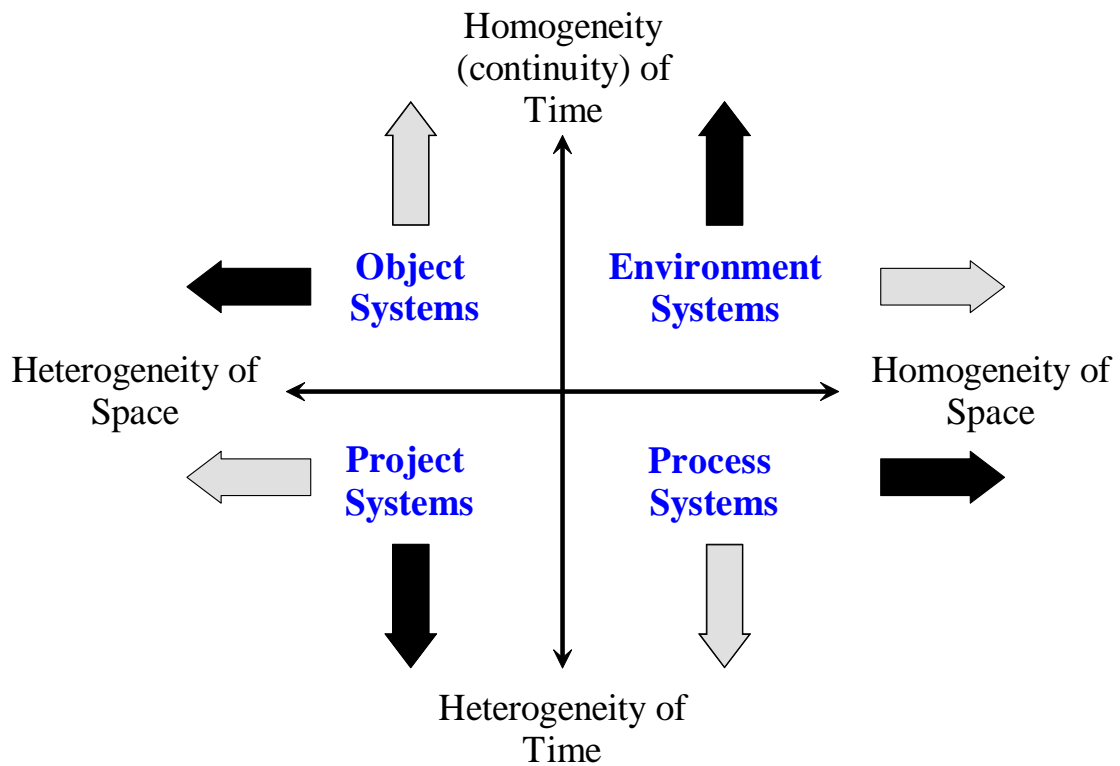 Homogeneity
(continuity) of
Time
Object
Systems
Environment
Systems
Heterogeneity of
Space
Homogeneity of
Space
Project
Systems
Process
Systems
Heterogeneity of
Time